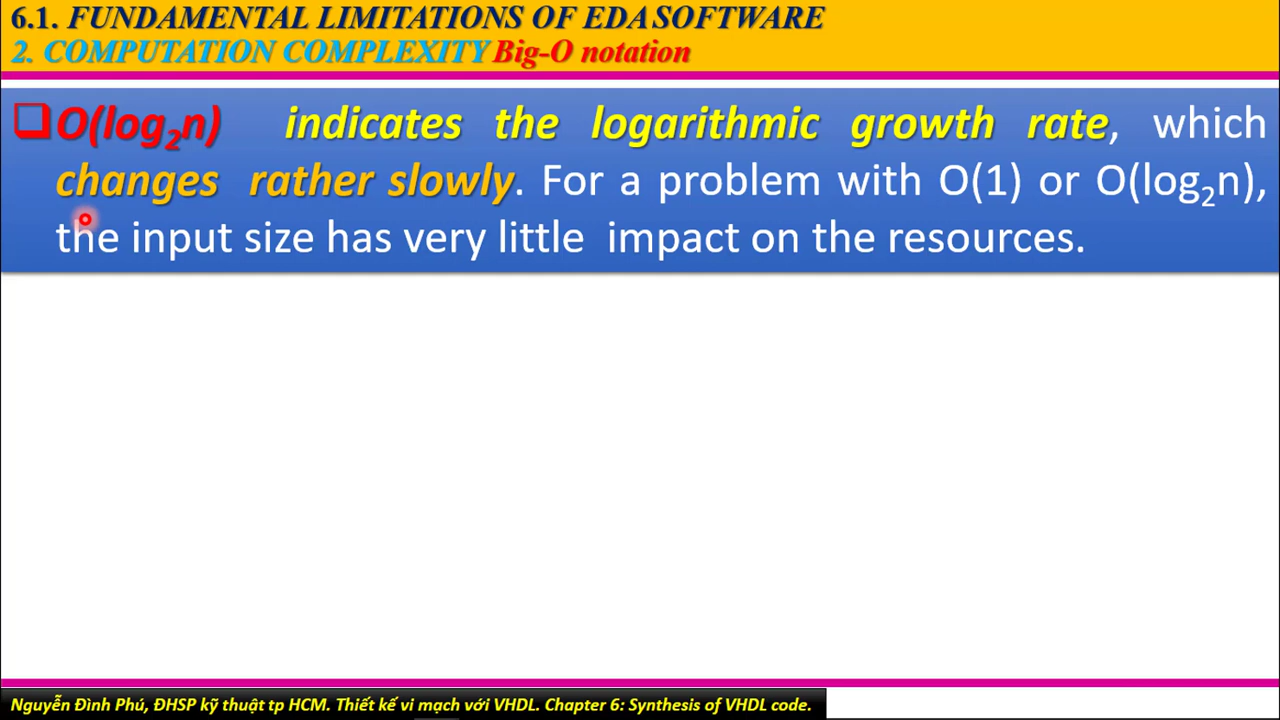 6.1. FUNDAMENTAL LIMITATIONS OF EDA SOFTWARE
2. COMPUTATION COMPLEXITY Big-O notation
❑O(log₂n) indicates the logarithmic growth rate, which
changes rather slowly. For a problem with O(1) or O(log₂n),
the input size has very little impact on the resources.
Nguyễn Đình Phú, ĐHSP kỹ thuật tp HCM. Thiết kế vi mạch với VHDL. Chapter 6: Synthesis of VHDL code.